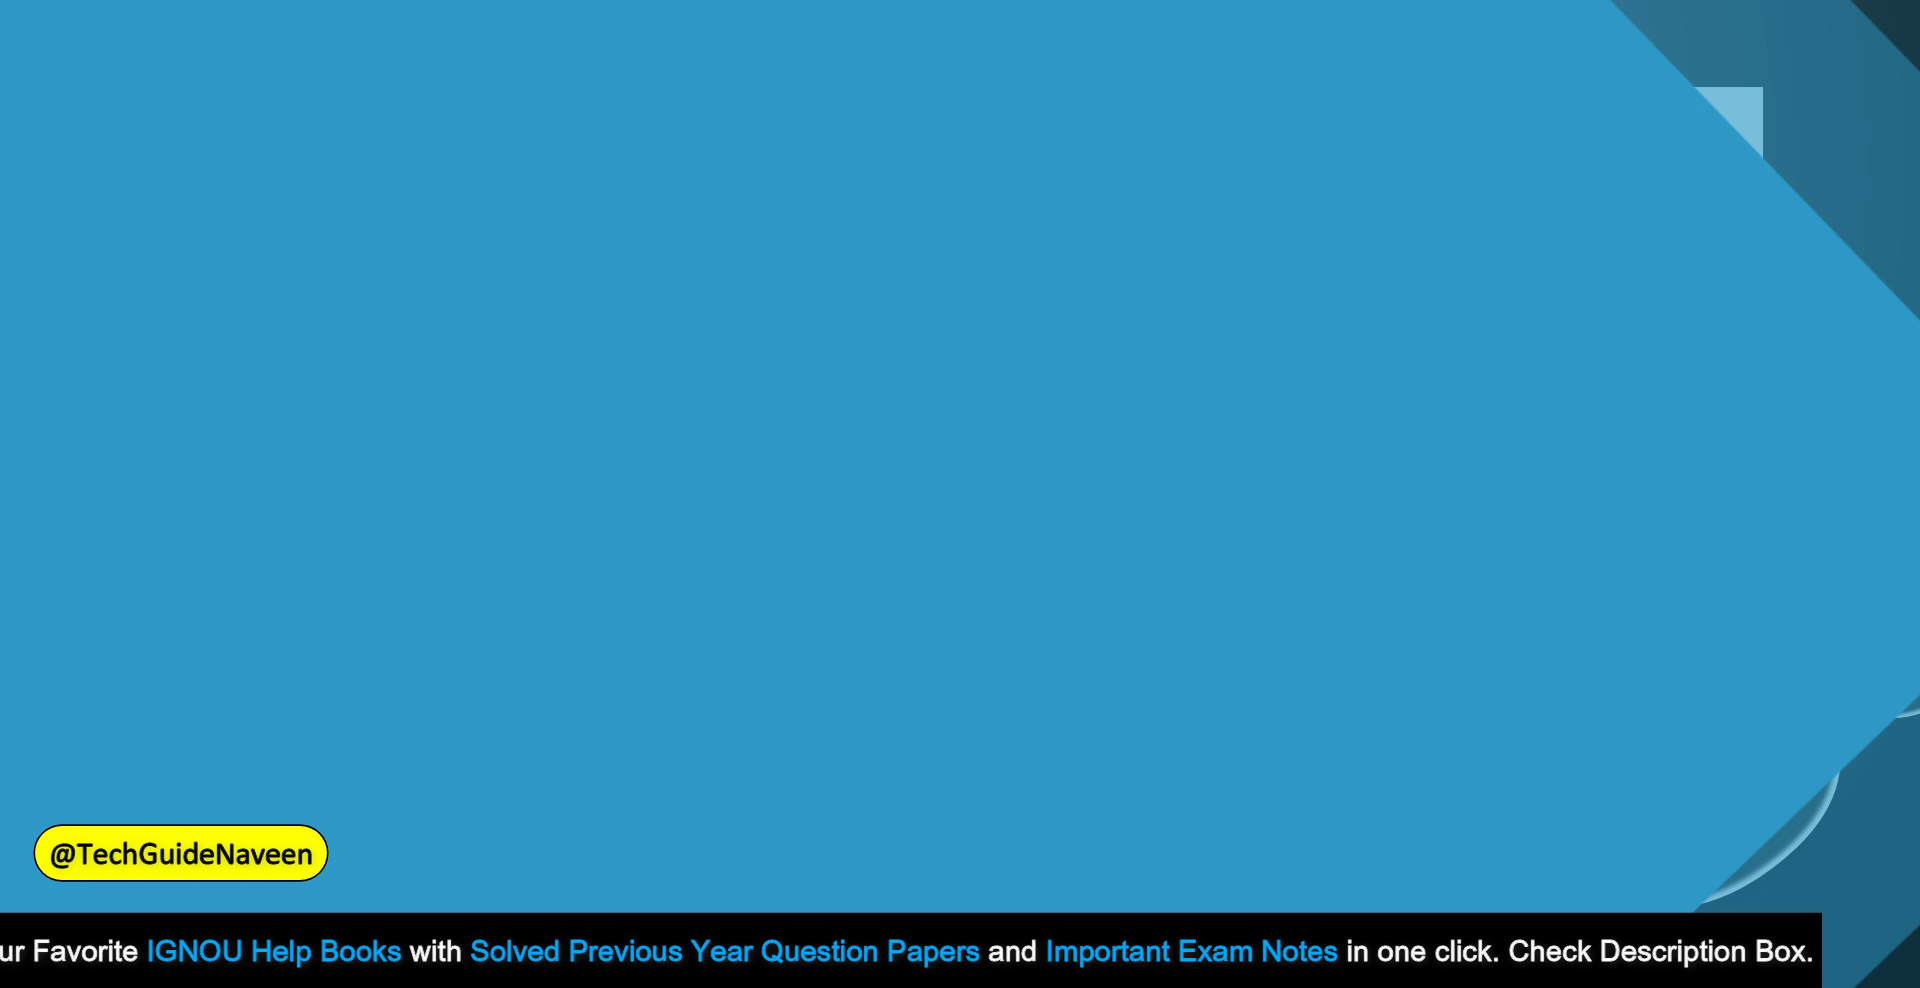 @TechGuideNaveen
Favorite IGNOU Help Books with Solved Previous Year Question Papers and Important Exam Notes in one click. Check Description Box.